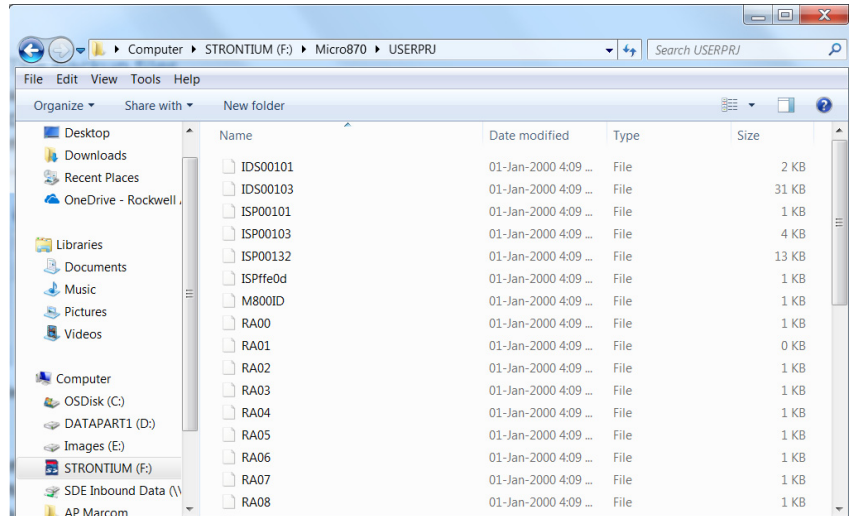 Computer ▸ STRONTIUM (F:) ▸ Micro870 ▸ USERPRJ Search USERPRJ
File Edit View Tools Help
Organize Share with New folder
Name Date modified Type Size
Desktop
Downloads
Recent Places
OneDrive - Rockwell
Libraries
Documents
Music
Pictures
Videos
Computer
OSDisk (C:)
DATAPART1 (D:)
Images (E:)
STRONTIUM (F:)
SDE Inbound Data (\\
AP Marcom
IDS00101 01-Jan-2000 4:09 ... File 2 KB
IDS00103 01-Jan-2000 4:09 ... File 31 KB
ISP00101 01-Jan-2000 4:09 ... File 1 KB
ISP00103 01-Jan-2000 4:09 ... File 4 KB
ISP00132 01-Jan-2000 4:09 ... File 13 KB
ISPffe0d 01-Jan-2000 4:09 ... File 1 KB
M800ID 01-Jan-2000 4:09 ... File 1 KB
RA00 01-Jan-2000 4:09 ... File 1 KB
RA01 01-Jan-2000 4:09 ... File 0 KB
RA02 01-Jan-2000 4:09 ... File 1 KB
RA03 01-Jan-2000 4:09 ... File 1 KB
RA04 01-Jan-2000 4:09 ... File 1 KB
RA05 01-Jan-2000 4:09 ... File 1 KB
RA06 01-Jan-2000 4:09 ... File 1 KB
RA07 01-Jan-2000 4:09 ... File 1 KB
RA08 01-Jan-2000 4:09 ... File 1 KB